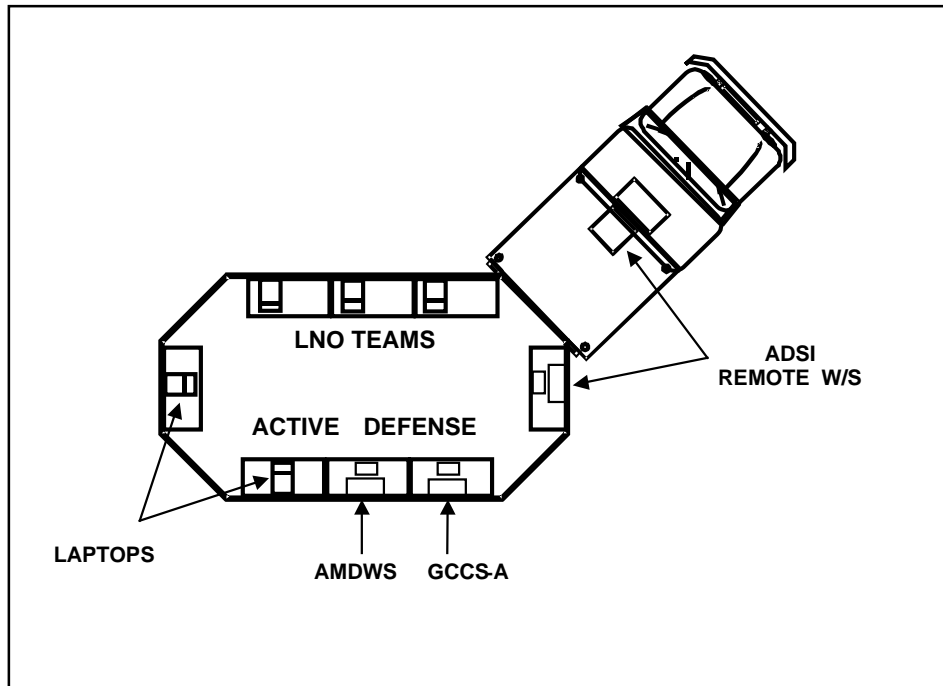 LNO TEAMS
ADSI
REMOTE W/S
ACTIVE DEFENSE
LAPTOPS
AMDWS
GCCS-A